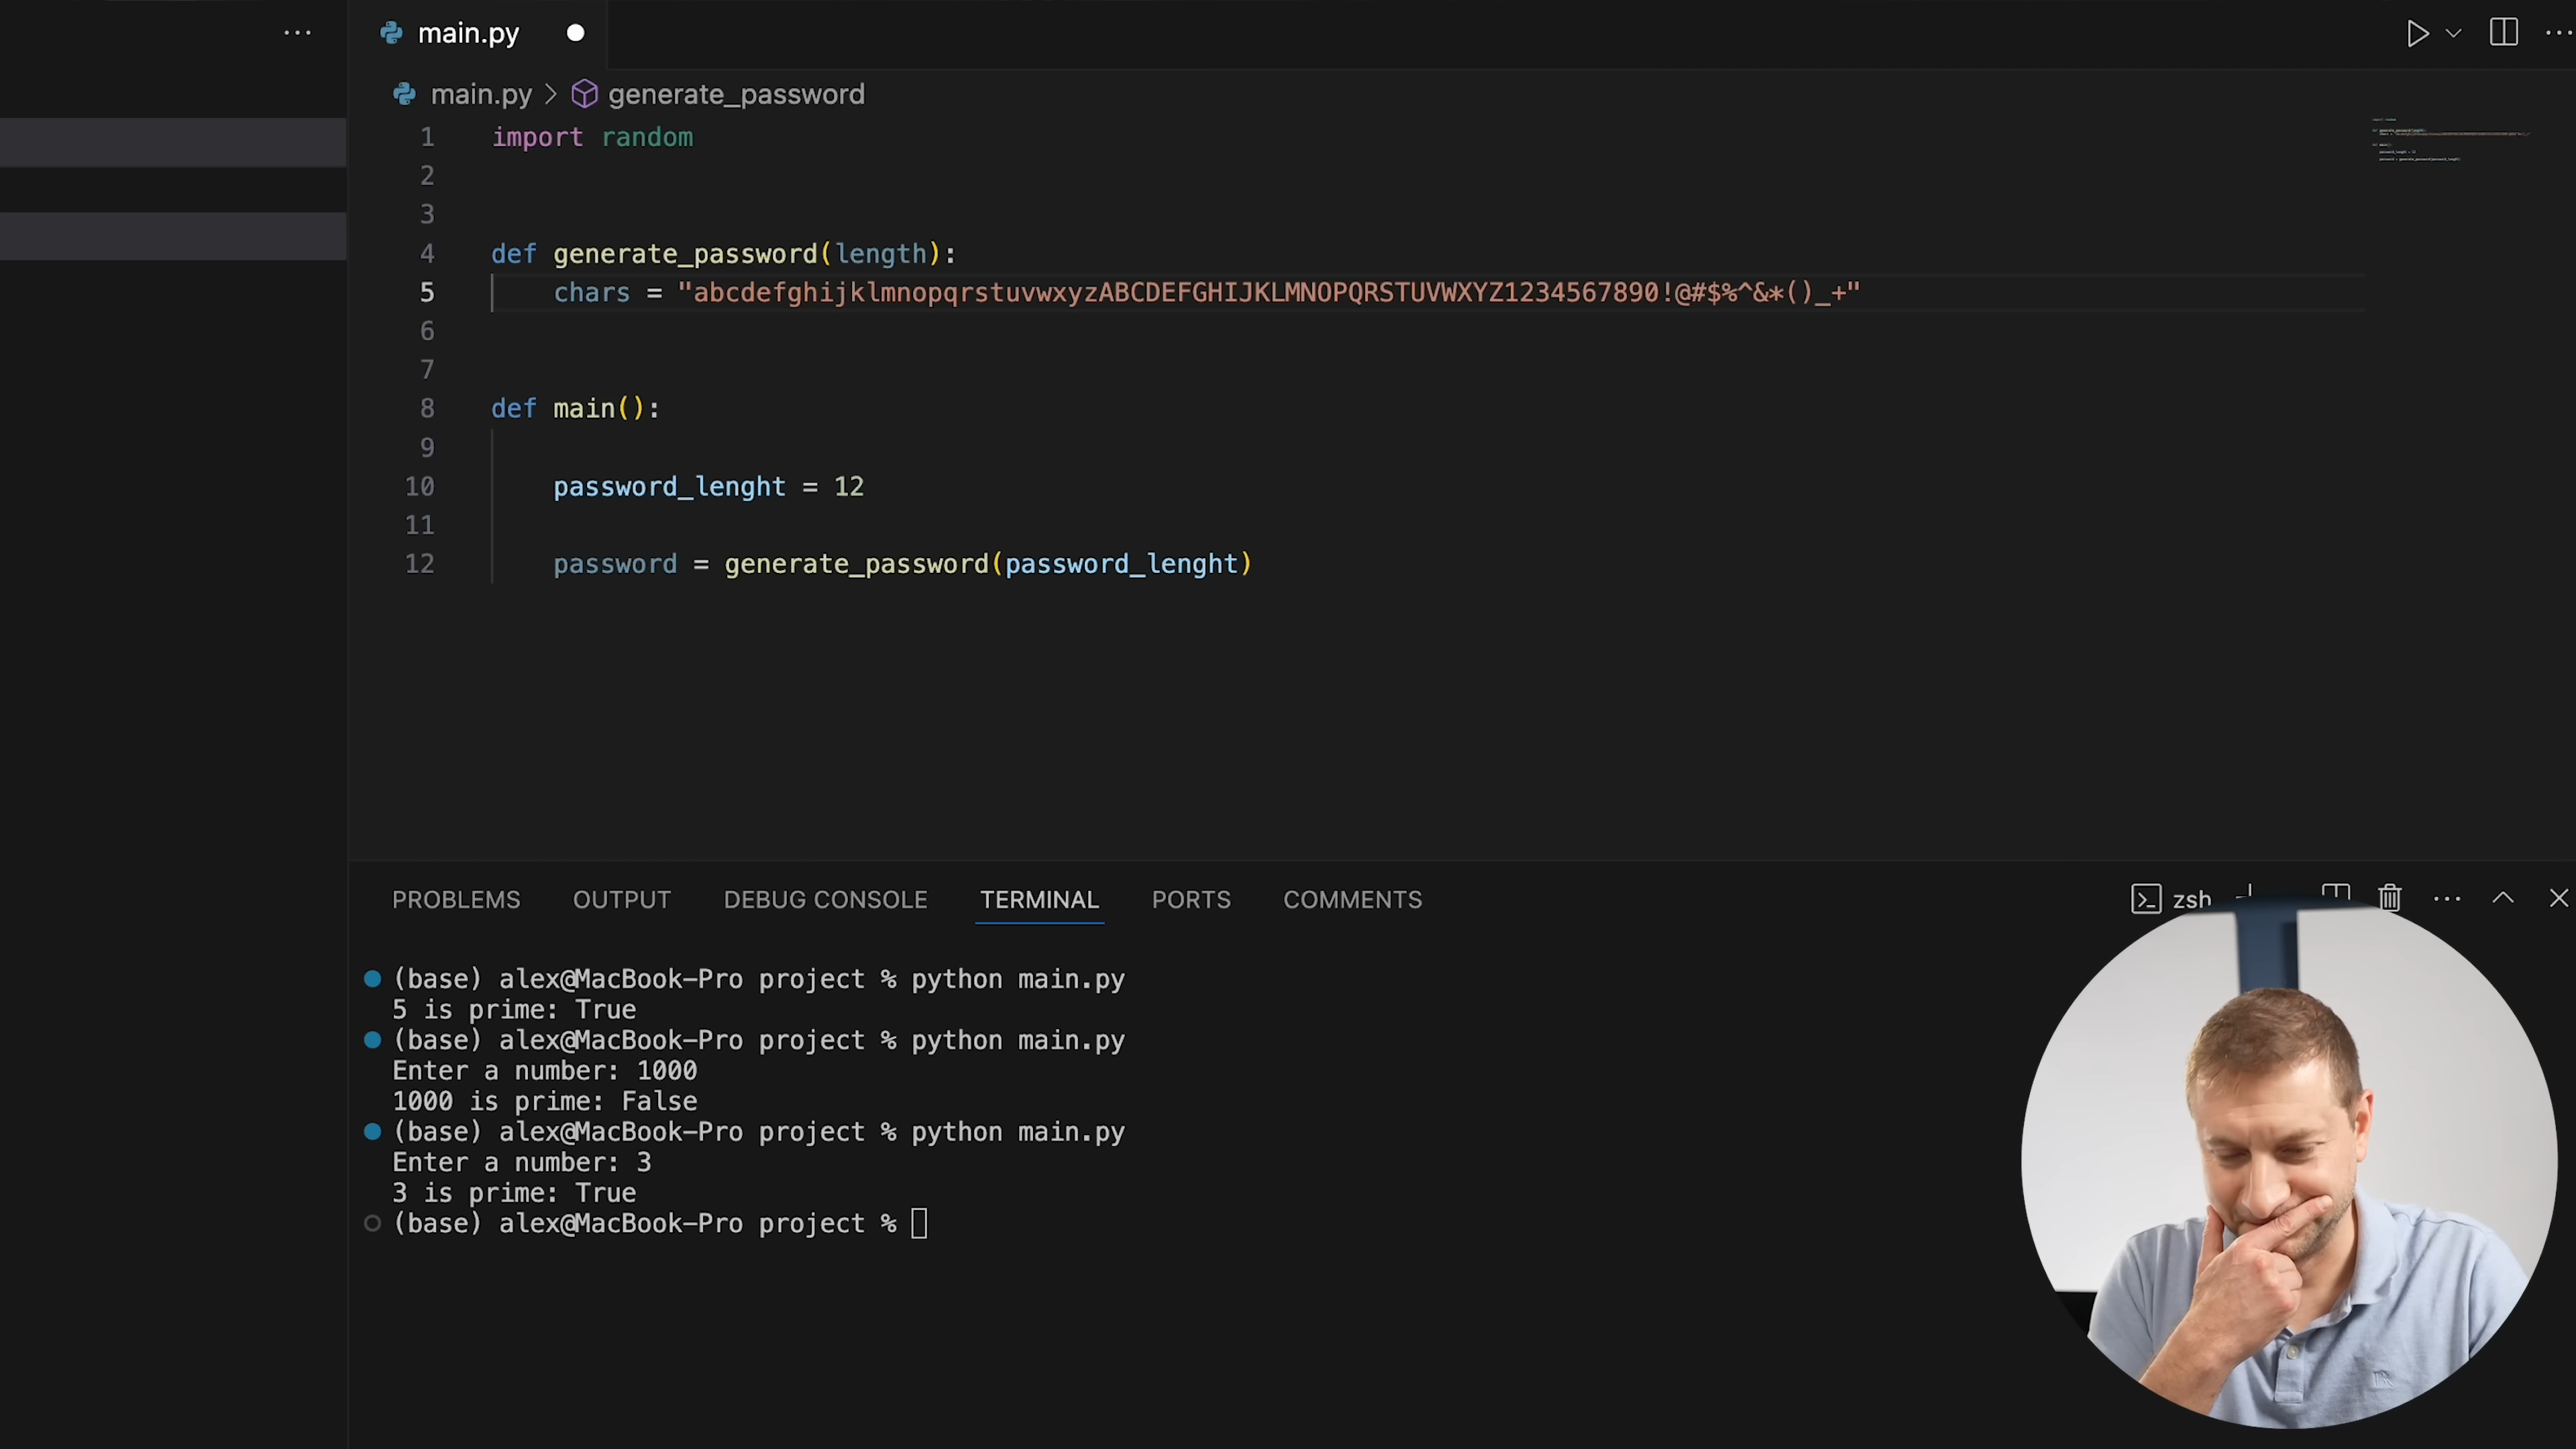 main.py
main.py > generate_password
1 import random
2
3
4 def generate_password(length):
5 chars = "abcdefghijklmnopqrstuvwxyzABCDEFGHIJKLMNOPQRSTUVWXYZ1234567890!@#$%^&*()_+"
6
7
8 def main():
9
10 password_lenght = 12
11
12 password = generate_password(password_lenght)
PROBLEMS OUTPUT DEBUG CONSOLE TERMINAL PORTS COMMENTS zsh
(base) alex@MacBook-Pro project % python main.py
5 is prime: True
(base) alex@MacBook-Pro project % python main.py
Enter a number: 1000
1000 is prime: False
(base) alex@MacBook-Pro project % python main.py
Enter a number: 3
3 is prime: True
(base) alex@MacBook-Pro project %